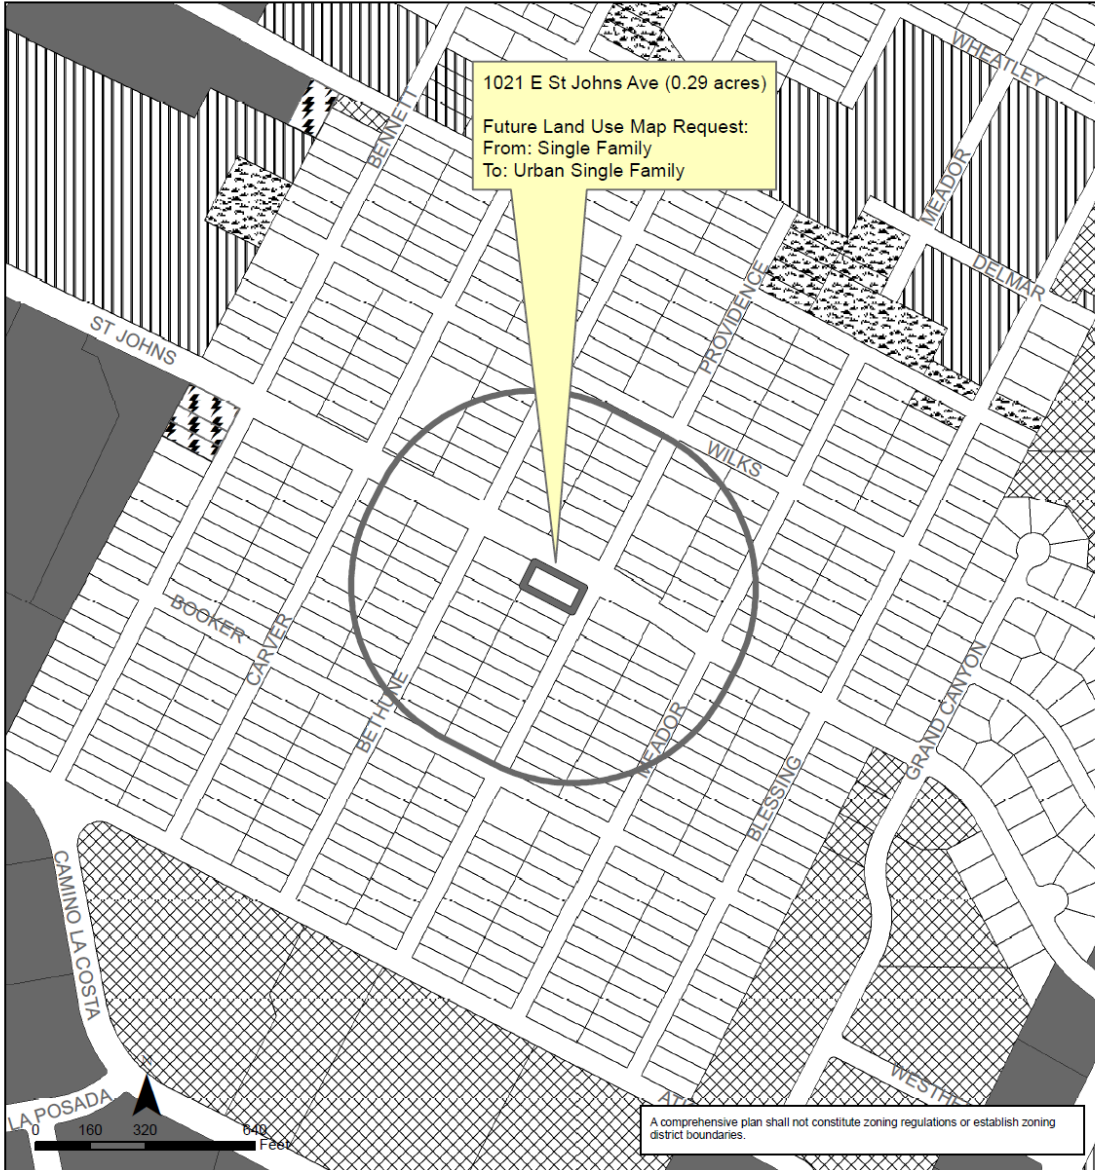 WHEATLEY
1021 E St Johns Ave (0.29 acres)
Future Land Use Map Request:
From: Single Family
To: Urban Single Family
BENNETT
MEADOR
DELMAR
PROVIDENCE
ST JOHNS
WILKS
BOOKER
CARVER
BETHUNE
MEADOR
GRAND CANYON
BLESSING
CAMINO LA COSTA
WESTHE
LA POSADA
0 160 320 640
Feet
A comprehensive plan shall not constitute zoning regulations or establish zoning
district boundaries.